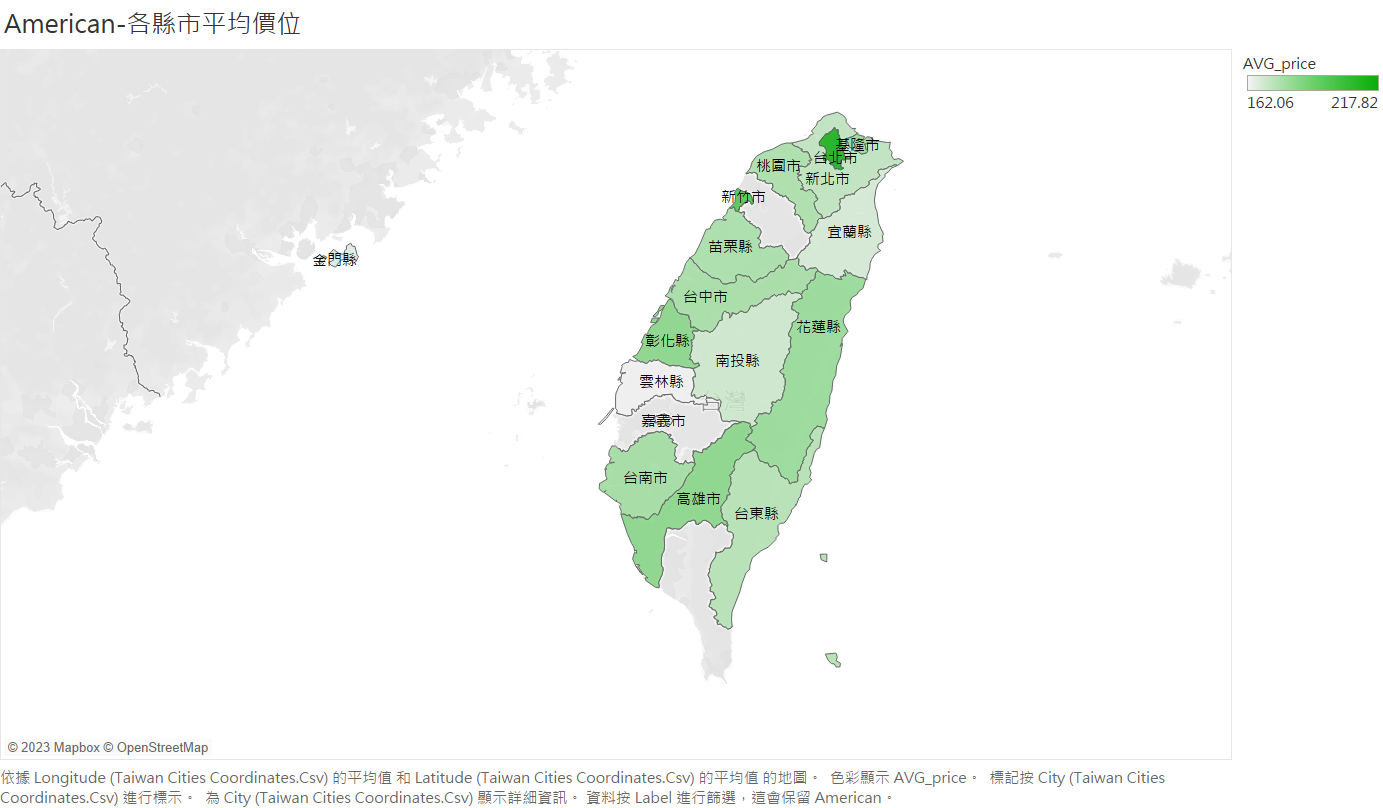 American-各縣市平均價位
AVG_price
162.06 217.82
基隆市
台北市
桃園市
新北市
新竹市
宜蘭縣
苗栗縣
金門縣
台中市
花蓮縣
彰化縣
南投縣
雲林縣
台灣
嘉義市
台南市
高雄市
台東縣
© 2023 Mapbox © OpenStreetMap
依據 Longitude (Taiwan Cities Coordinates.Csv) 的平均值 和 Latitude (Taiwan Cities Coordinates.Csv) 的平均值 的地圖。 色彩顯示 AVG_price。 標記按 City (Taiwan Cities
Coordinates.Csv) 進行標示。 為 City (Taiwan Cities Coordinates.Csv) 顯示詳細資訊。 資料按 Label 進行篩選，這會保留 American。